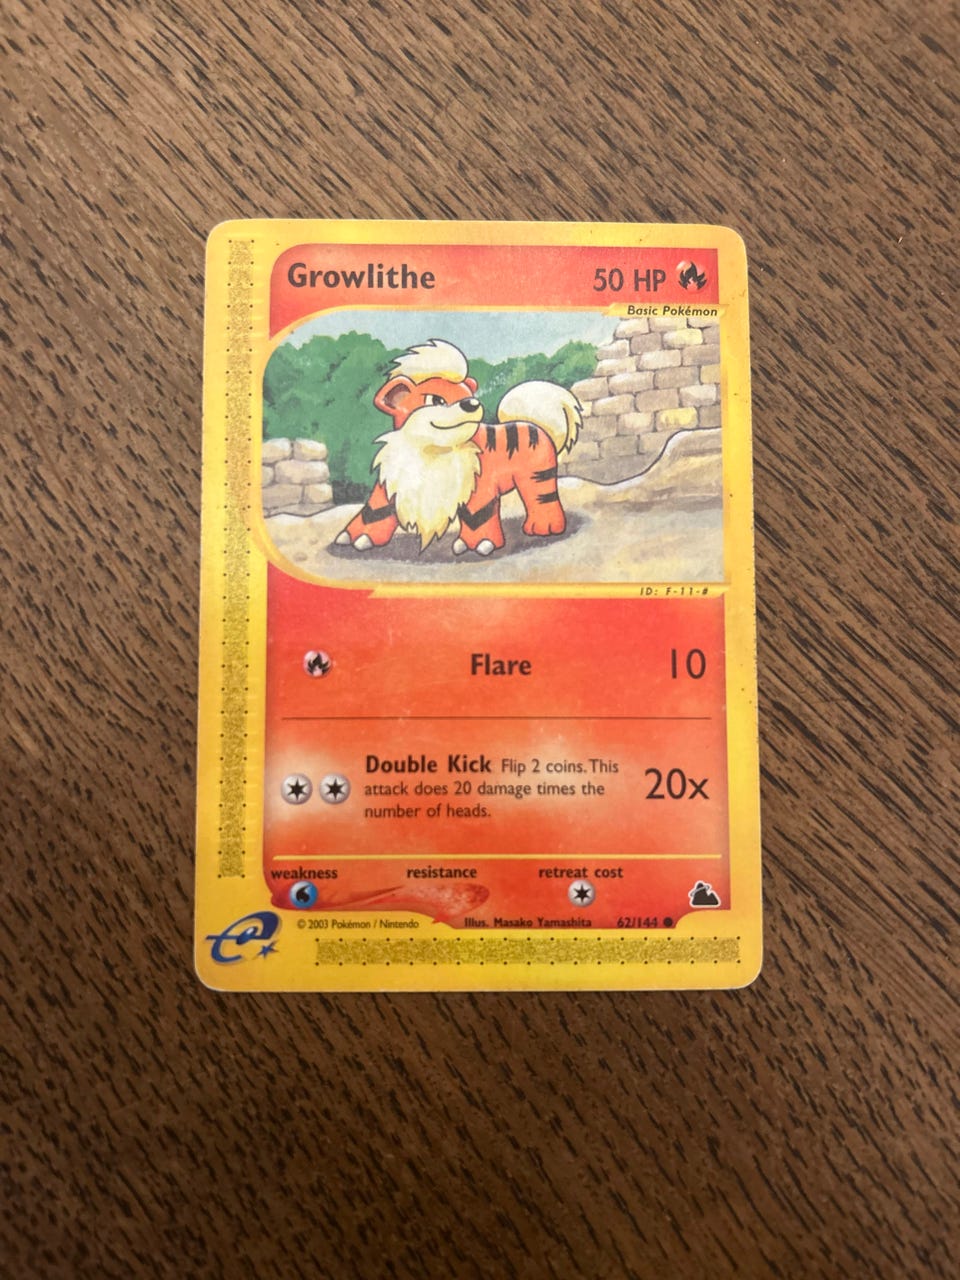 Growlithe 50 HP
Basic Pokémon
ID: F-11-#
Flare 10
Double Kick Flip 2 coins. This
attack does 20 damage times the
number of heads.
20x
weakness resistance retreat cost
© 2003 Pokémon / Nintendo Illus. Masako Yamashita 62/144 ●
e